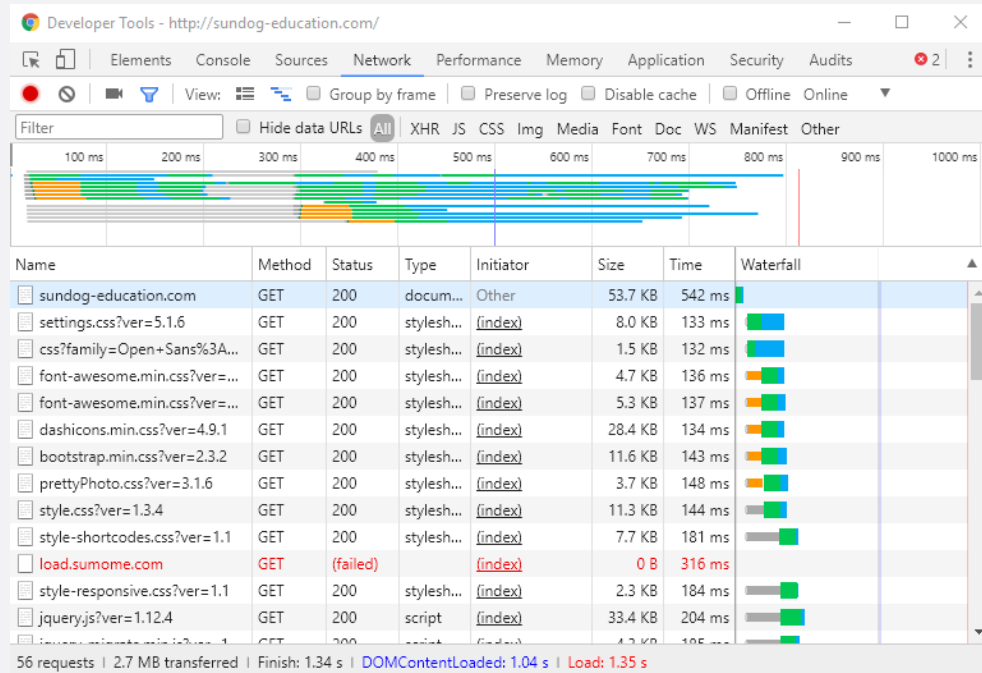 Developer Tools - http://sundog-education.com/
Elements Console Sources Network Performance Memory Application Security Audits 2
View: Group by frame Preserve log Disable cache Offline Online
Filter Hide data URLs All XHR JS CSS Img Media Font Doc WS Manifest Other
100 ms 200 ms 300 ms 400 ms 500 ms 600 ms 700 ms 800 ms 900 ms 1000 ms
Name Method Status Type Initiator Size Time Waterfall
sundog-education.com GET 200 docum... Other 53.7 KB 542 ms
settings.css?ver=5.1.6 GET 200 stylesh... (index) 8.0 KB 133 ms
css?family=Open+Sans%3A... GET 200 stylesh... (index) 1.5 KB 132 ms
font-awesome.min.css?ver=... GET 200 stylesh... (index) 4.7 KB 136 ms
font-awesome.min.css?ver=... GET 200 stylesh... (index) 5.3 KB 137 ms
dashicons.min.css?ver=4.9.1 GET 200 stylesh... (index) 28.4 KB 134 ms
bootstrap.min.css?ver=2.3.2 GET 200 stylesh... (index) 11.6 KB 143 ms
prettyPhoto.css?ver=3.1.6 GET 200 stylesh... (index) 3.7 KB 148 ms
style.css?ver=1.3.4 GET 200 stylesh... (index) 11.3 KB 144 ms
style-shortcodes.css?ver=1.1 GET 200 stylesh... (index) 7.7 KB 181 ms
load.sumome.com GET (failed) (index) 0 B 316 ms
style-responsive.css?ver=1.1 GET 200 stylesh... (index) 2.3 KB 184 ms
jquery.js?ver=1.12.4 GET 200 script (index) 33.4 KB 204 ms
GET 200 script (index)
56 requests | 2.7 MB transferred | Finish: 1.34 s | DOMContentLoaded: 1.04 s | Load: 1.35 s